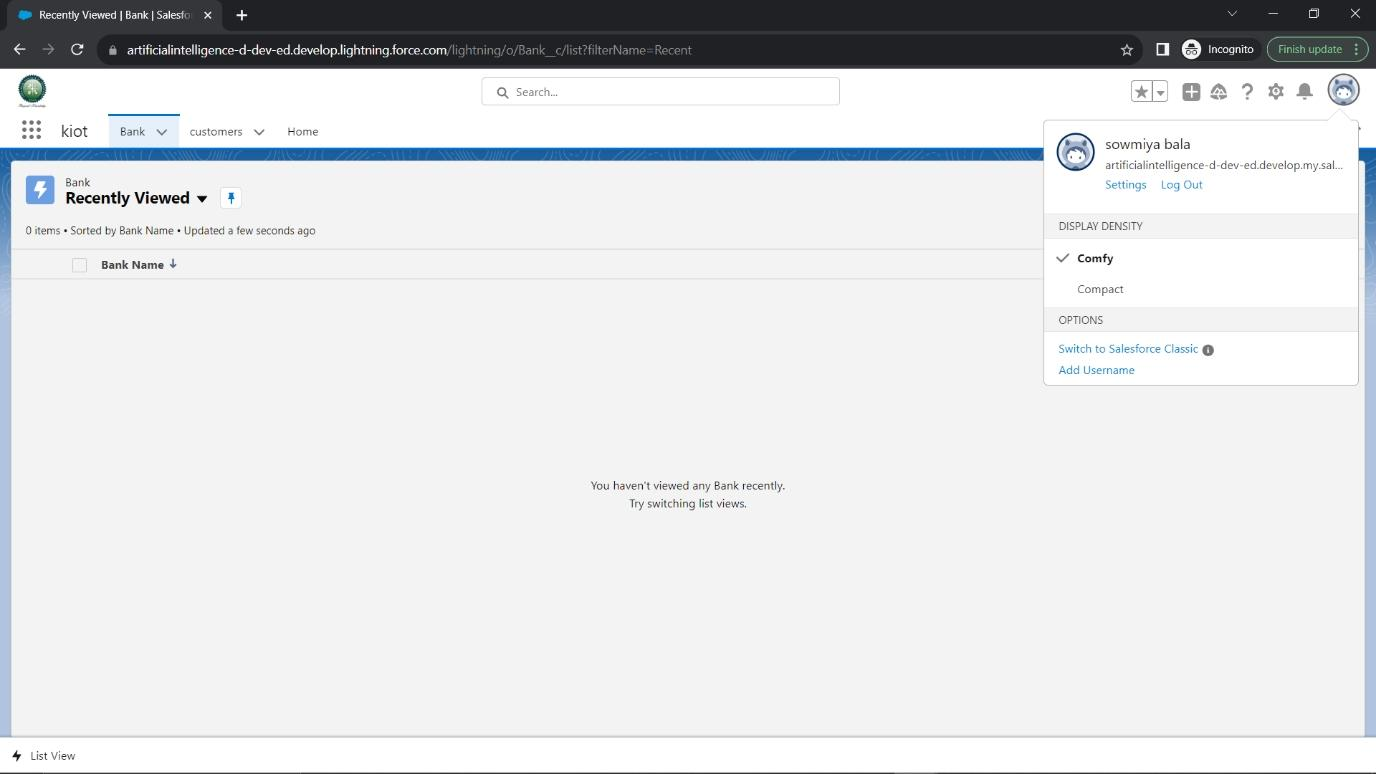 Recently Viewed | Bank | Salesfo
artificialintelligence-d-dev-ed.develop.lightning.force.com/lightning/o/Bank__c/list?filterName=Recent
Incognito
Finish update
Search...
kiot
Bank
customers
Home
sowmiya bala
artificialintelligence-d-dev-ed.develop.my.sal...
Settings Log Out
DISPLAY DENSITY
Comfy
Compact
OPTIONS
Switch to Salesforce Classic
Add Username
Bank
Recently Viewed
0 items • Sorted by Bank Name • Updated a few seconds ago
Bank Name
You haven't viewed any Bank recently.
Try switching list views.
List View